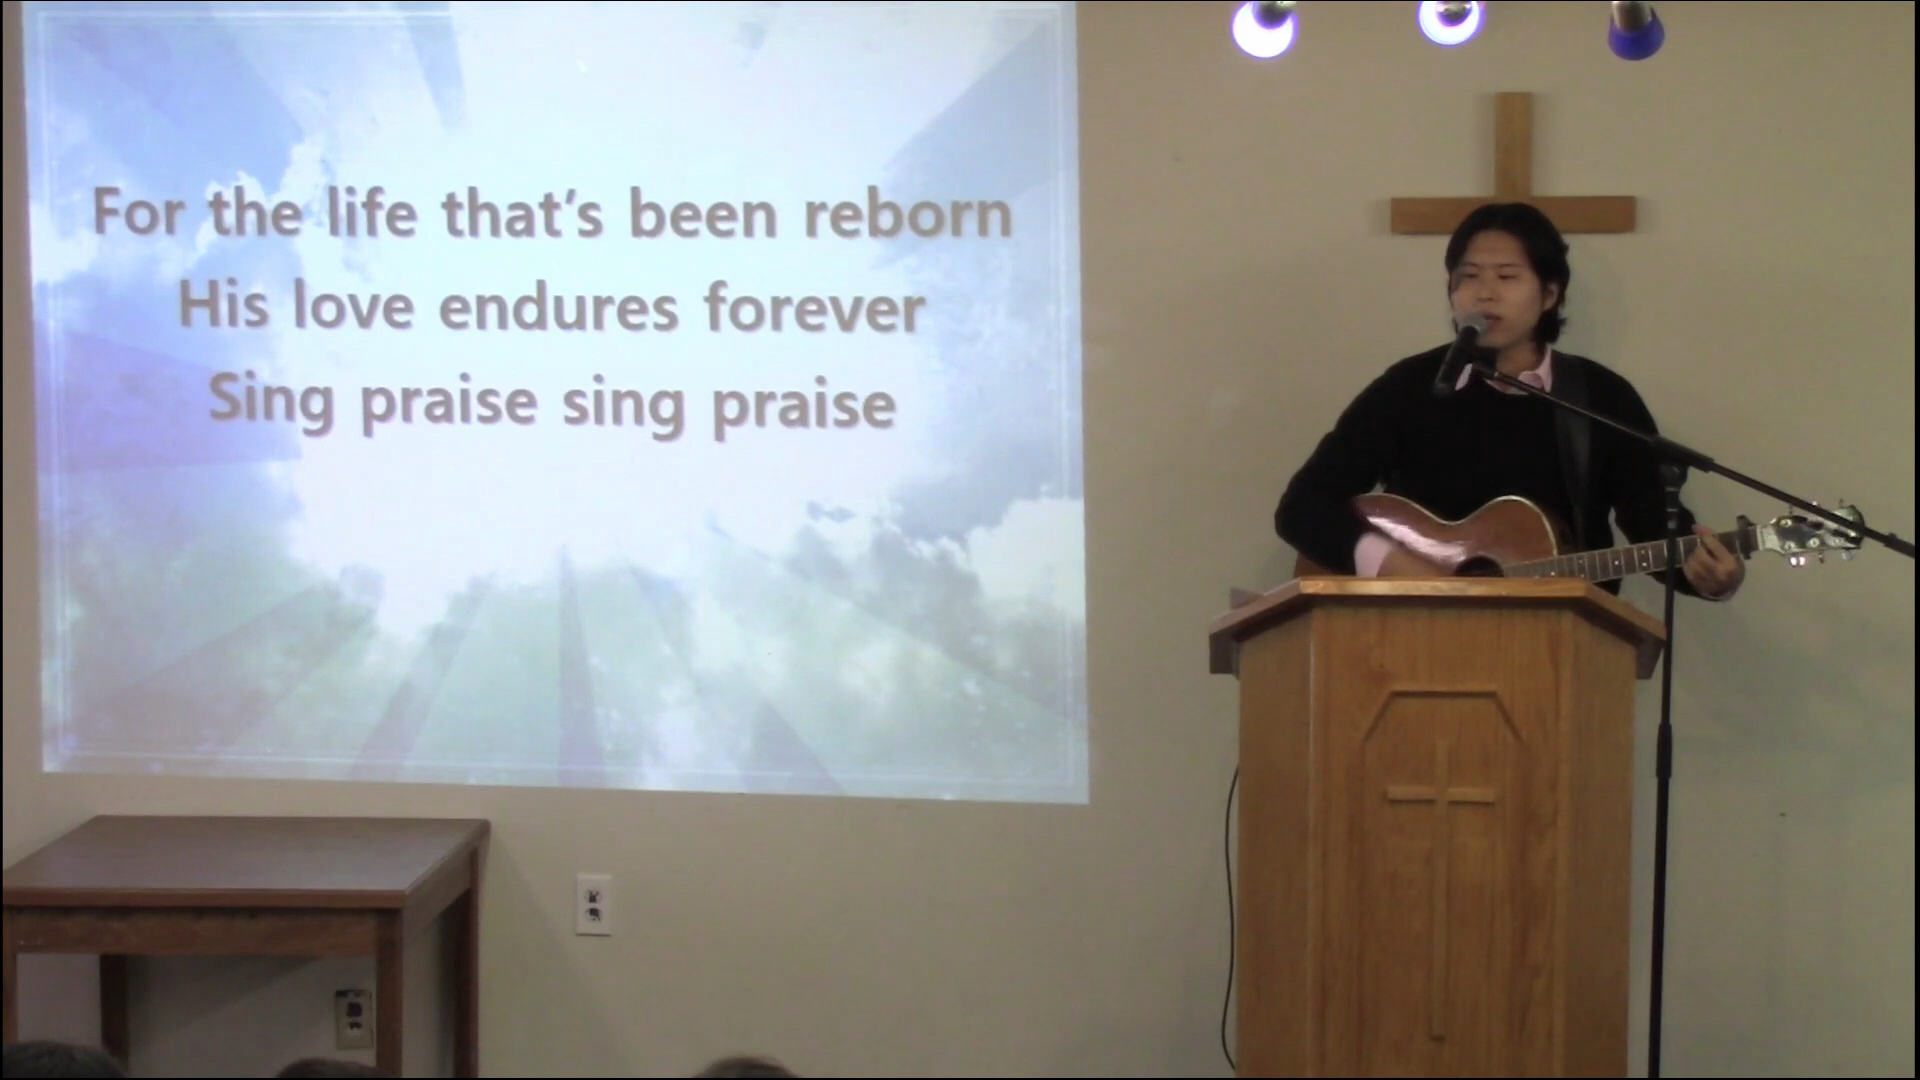 For the life that's been reborn
His love endures forever
Sing praise sing praise